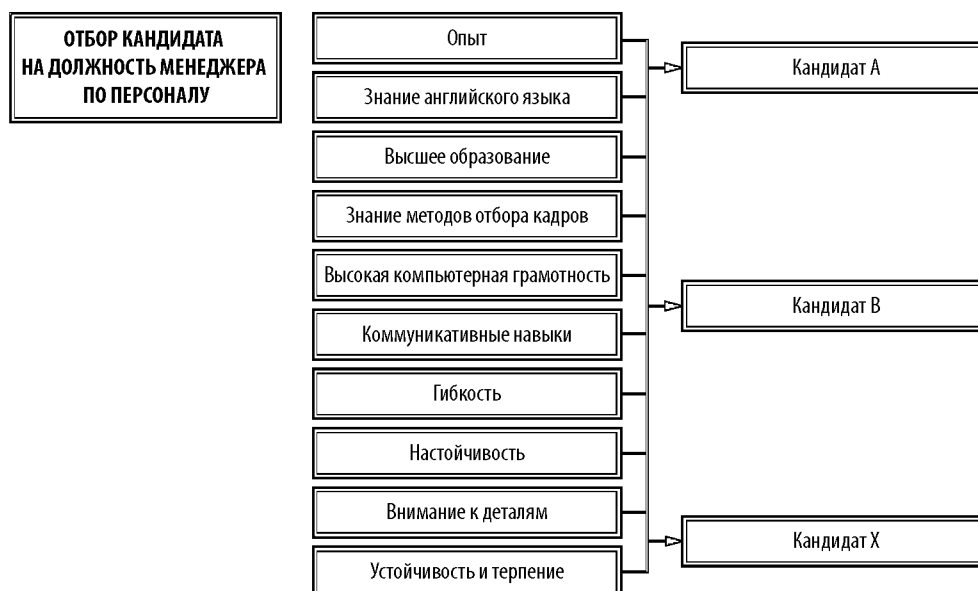 ОТБОР КАНДИДАТА
НА ДОЛЖНОСТЬ МЕНЕДЖЕРА
ПО ПЕРСОНАЛУ
Опыт
Знание английского языка
Высшее образование
Знание методов отбора кадров
Высокая компьютерная грамотность
Коммуникативные навыки
Гибкость
Настойчивость
Внимание к деталям
Устойчивость и терпение
Кандидат А
Кандидат В
Кандидат Х